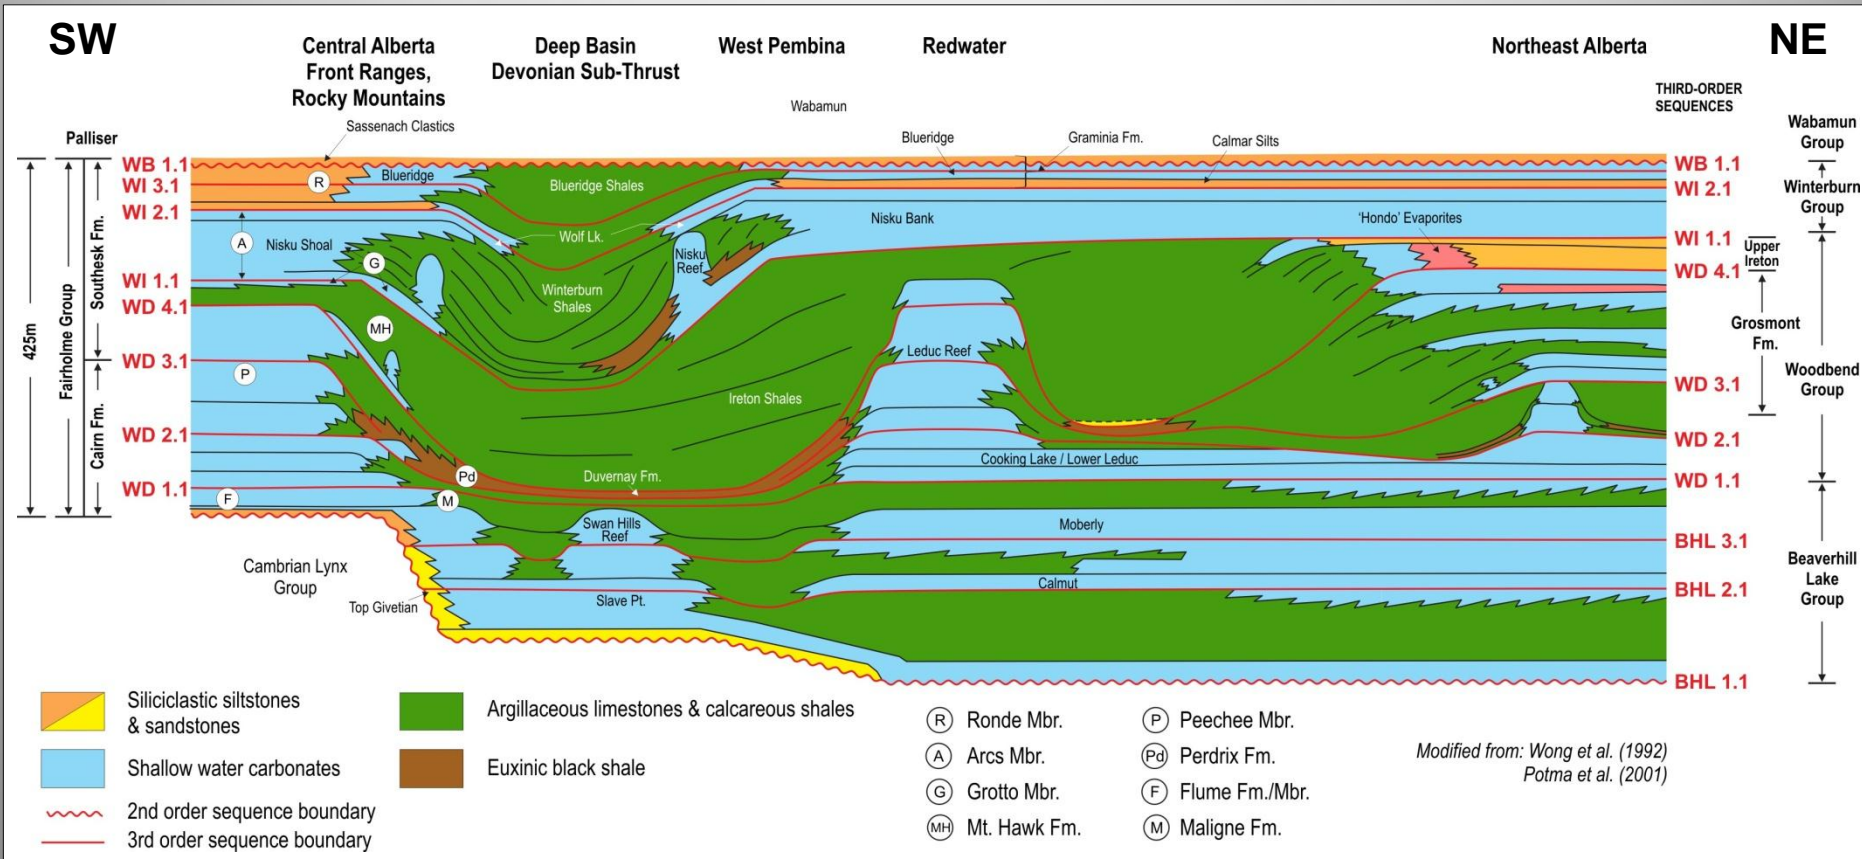 SW
NE
Central Alberta
Front Ranges,
Rocky Mountains
Deep Basin
Devonian Sub-Thrust
West Pembina
Redwater
Northeast Alberta
THIRD-ORDER
SEQUENCES
Wabamun
Sassenach Clastics
Blueridge
Graminia Fm.
Calmar Silts
Palliser
Wabamun
Group
WB 1.1
WI 3.1
WI 2.1
WI 1.1
WD 4.1
WD 3.1
WD 2.1
WD 1.1
425m
Fairholme Group
Southesk Fm.
Cairn Fm.
R
Blueridge
Blueridge Shales
A
Nisku Shoal
G
Wolf Lk.
Nisku
Reef
Nisku Bank
'Hondo' Evaporites
Winterburn
Shales
MH
P
Leduc Reef
Ireton Shales
Pd
Duvernay Fm.
Cooking Lake / Lower Leduc
F
M
Swan Hills
Reef
Moberly
Cambrian Lynx
Group
Top Givetian
Slave Pt.
Calmut
WB 1.1
WI 2.1
WI 1.1
WD 4.1
WD 3.1
WD 2.1
WD 1.1
BHL 3.1
BHL 2.1
BHL 1.1
Winterburn
Group
Upper
Ireton
Grosmont
Fm.
Woodbend
Group
Beaverhill
Lake
Group
Siliciclastic siltstones
& sandstones
Shallow water carbonates
2nd order sequence boundary
3rd order sequence boundary
Argillaceous limestones & calcareous shales
Euxinic black shale
R Ronde Mbr.
A Arcs Mbr.
G Grotto Mbr.
MH Mt. Hawk Fm.
P Peechee Mbr.
Pd Perdrix Fm.
F Flume Fm./Mbr.
M Maligne Fm.
Modified from: Wong et al. (1992)
Potma et al. (2001)